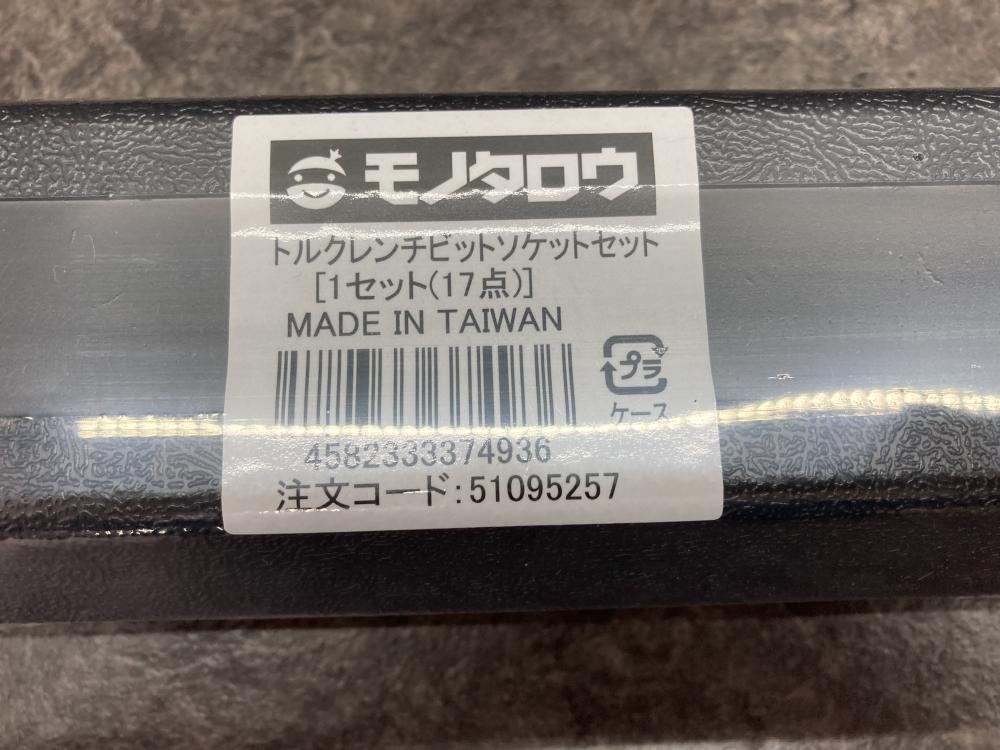 モノタロウ
トルクレンチビットソケットセット
[1セット(17点)]
MADE IN TAIWAN
プラ
ケース
4582333374936
注文コード:51095257